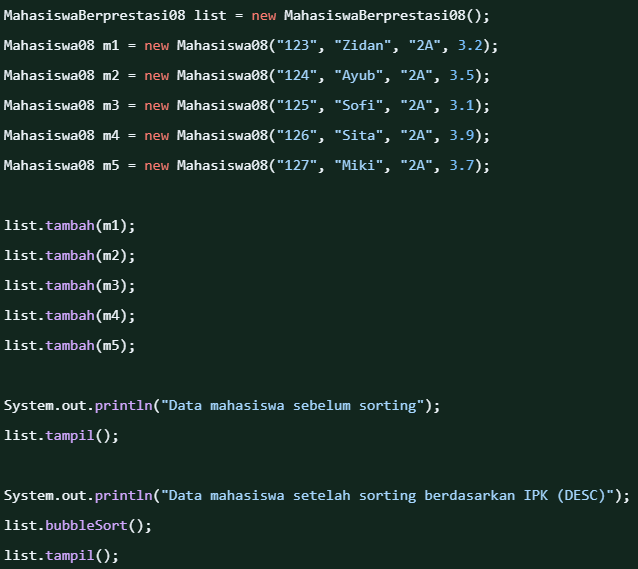 MahasiswaBerprestasi08 list = new MahasiswaBerprestasi08();
Mahasiswa08 m1 = new Mahasiswa08("123", "Zidan", "2A", 3.2);
Mahasiswa08 m2 = new Mahasiswa08("124", "Ayub", "2A", 3.5);
Mahasiswa08 m3 = new Mahasiswa08("125", "Sofi", "2A", 3.1);
Mahasiswa08 m4 = new Mahasiswa08("126", "Sita", "2A", 3.9);
Mahasiswa08 m5 = new Mahasiswa08("127", "Miki", "2A", 3.7);
list.tambah(m1);
list.tambah(m2);
list.tambah(m3);
list.tambah(m4);
list.tambah(m5);
System.out.println("Data mahasiswa sebelum sorting");
list.tampil();
System.out.println("Data mahasiswa setelah sorting berdasarkan IPK (DESC)");
list.bubbleSort();
list.tampil();